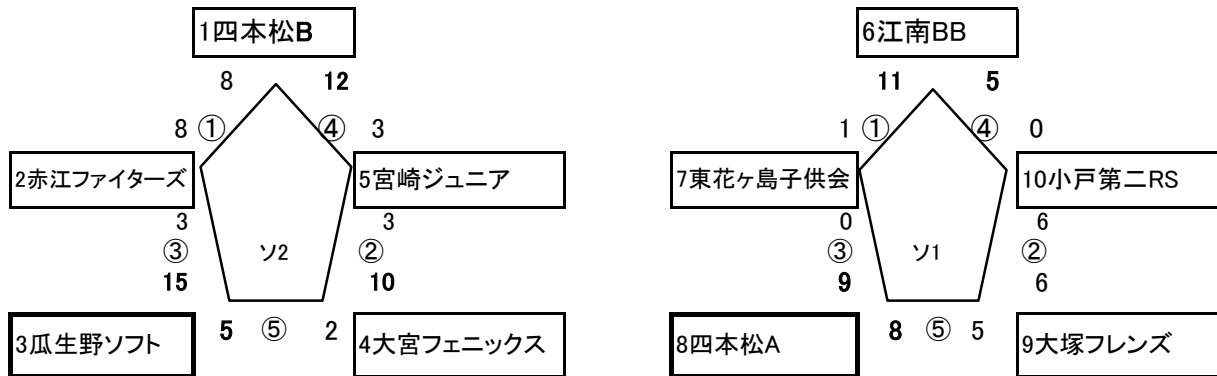 1四本松B 6江南BB
8 12 11 5
8 ① ④ 3 1 ① ④ 0
2赤江ファイターズ 5宮崎ジュニア 7東花ヶ島子供会 10小戸第二RS
3 3 0 6
③ ソ2 ② ③ ソ1 ②
15 10 9 6
3瓜生野ソフト 5 ⑤ 2 4大宮フェニックス 8四本松A 8 ⑤ 5 9大塚フレンズ